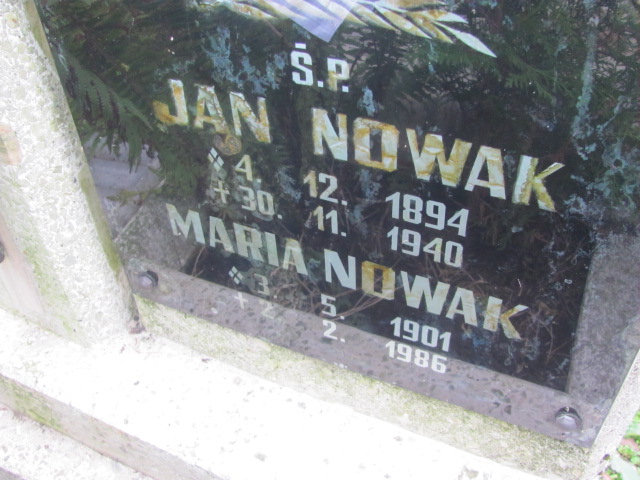 Ś.P.
JAN NOWAK
❖ 4. 12. 1894
+ 30. 11. 1940
MARIA NOWAK
❖ 3. 5. 1901
+ 2. 2. 1986